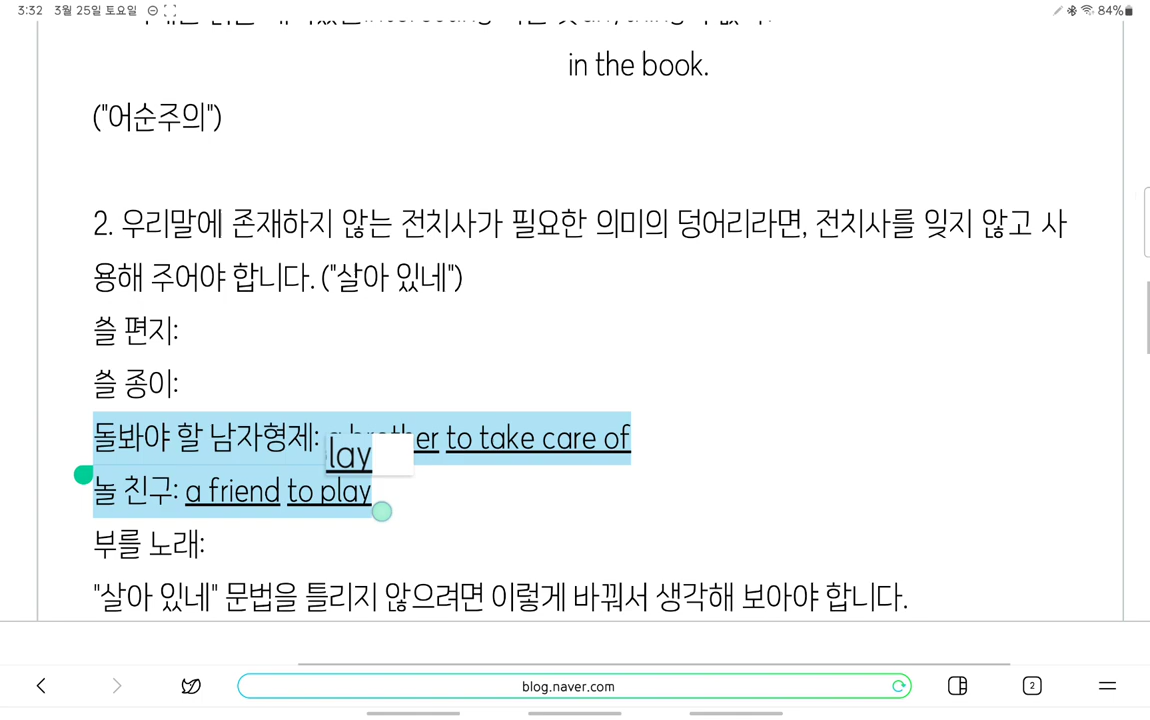 3:32 3월 25일 토요일 84%
in the book.
("어순주의")
2. 우리말에 존재하지 않는 전치사가 필요한 의미의 덩어리라면, 전치사를 잊지 않고 사
용해 주어야 합니다. ("살아 있네")
쓸 편지:
쓸 종이:
돌봐야 할 남자형제: a brother to take care of
lay
놀 친구: a friend to play
부를 노래:
"살아 있네" 문법을 틀리지 않으려면 이렇게 바꿔서 생각해 보아야 합니다.
blog.naver.com 2